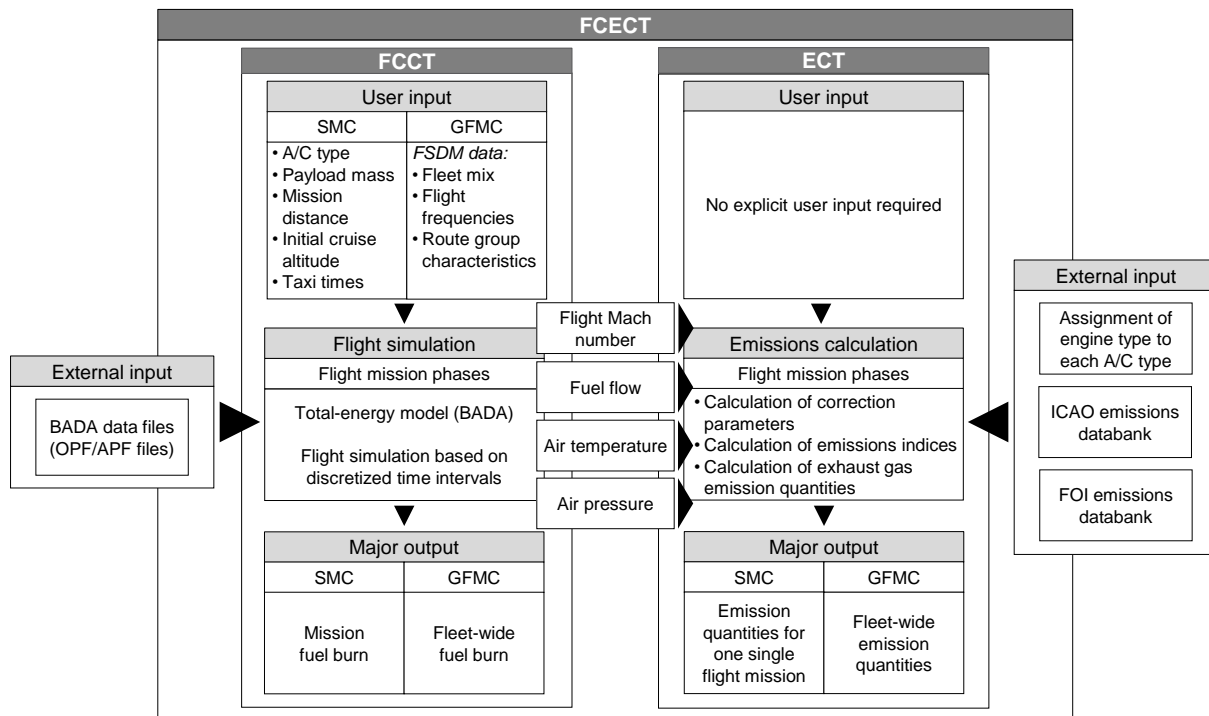 FCECT
FCCT
User input
SMC
GFMC
• A/C type
• Payload mass
• Mission
distance
• Initial cruise
altitude
• Taxi times
FSDM data:
• Fleet mix
• Flight
frequencies
• Route group
characteristics
ECT
User input
No explicit user input required
External input
BADA data files
(OPF/APF files)
Flight simulation
Flight mission phases
Total-energy model (BADA)
Flight simulation based on
discretized time intervals
Flight Mach
number
Fuel flow
Air temperature
Air pressure
Emissions calculation
Flight mission phases
• Calculation of correction
parameters
• Calculation of emissions indices
• Calculation of exhaust gas
emission quantities
External input
Assignment of
engine type to
each A/C type
ICAO emissions
databank
FOI emissions
databank
Major output
SMC
GFMC
Mission
fuel burn
Fleet-wide
fuel burn
Major output
SMC
GFMC
Emission
quantities for
one single
flight mission
Fleet-wide
emission
quantities